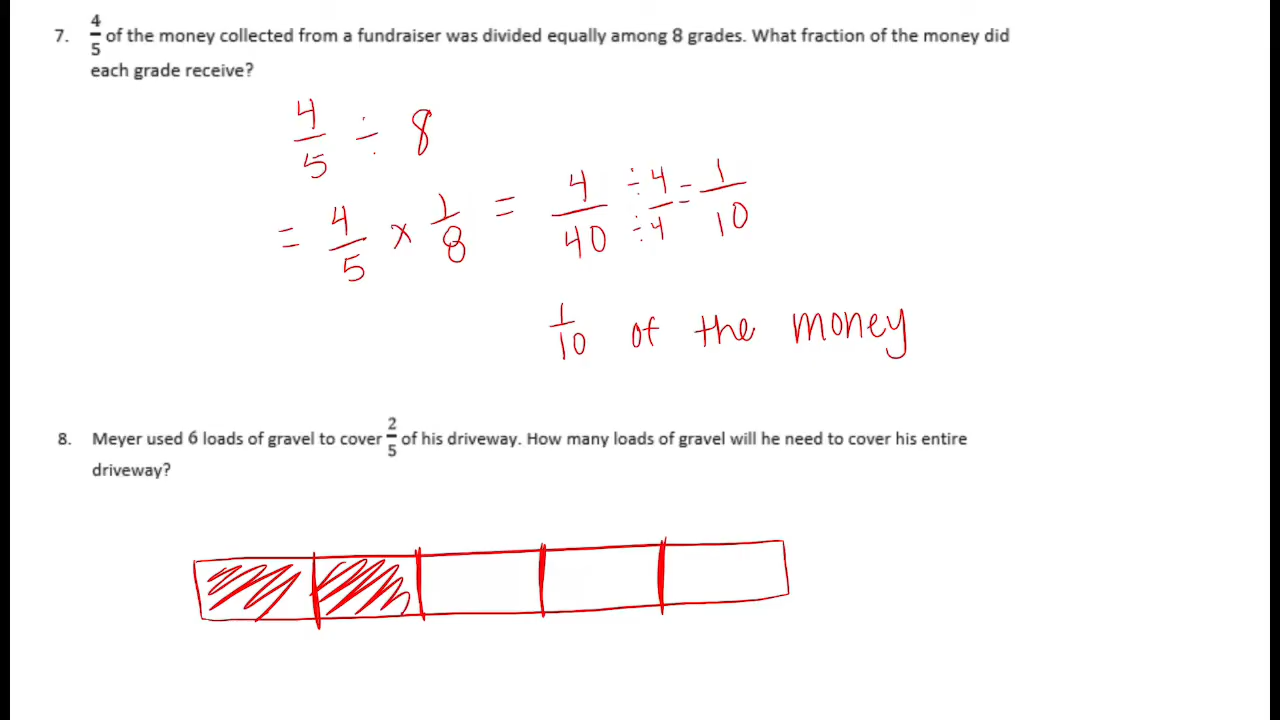 7. 4/5 of the money collected from a fundraiser was divided equally among 8 grades. What fraction of the money did
each grade receive?
4/5 ÷ 8
= 4/5 × 1/8 = 4/40 ÷4/÷4 = 1/10
1/10 of the money
8. Meyer used 6 loads of gravel to cover 2/5 of his driveway. How many loads of gravel will he need to cover his entire
driveway?